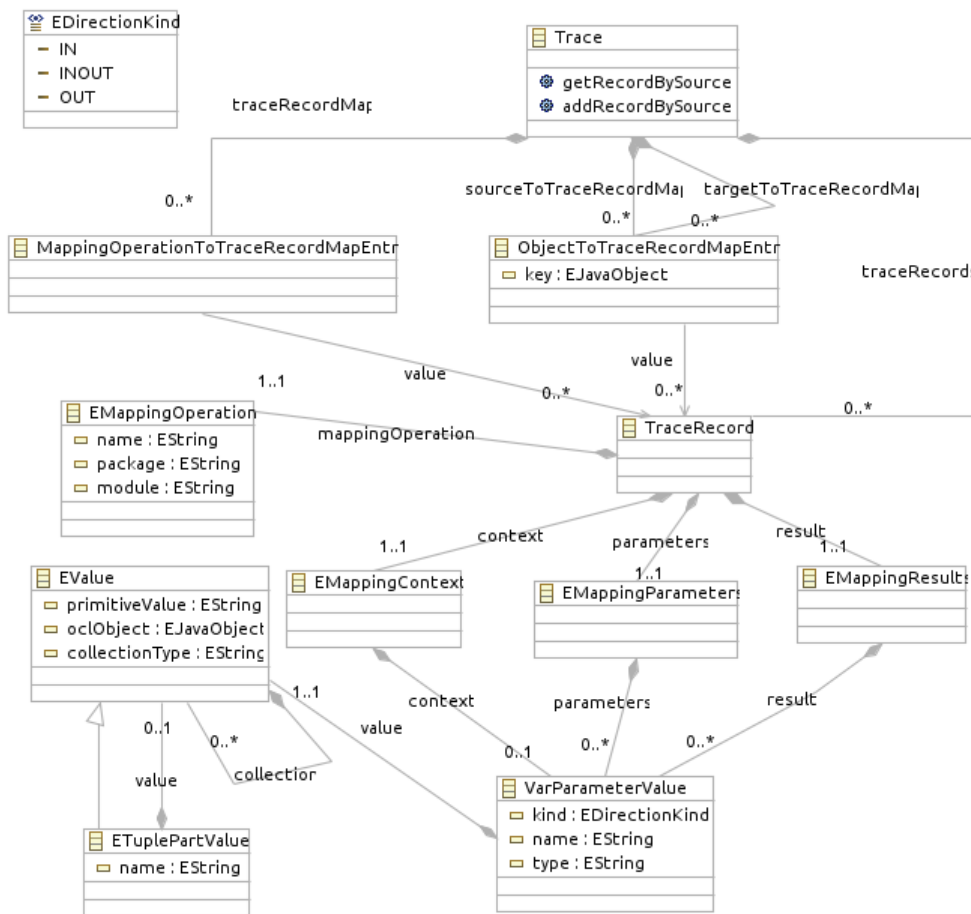 EDirectionKind
IN
INOUT
OUT
Trace
getRecordBySource
addRecordBySource
traceRecordMap
0..*
sourceToTraceRecordMap
targetToTraceRecordMap
0..*
0..*
MappingOperationToTraceRecordMapEntr
ObjectToTraceRecordMapEntr
key : EJavaObject
traceRecords
value
value
1..1
0..*
0..*
0..*
EMappingOperation
name : EString
package : EString
module : EString
mappingOperation
TraceRecord
context
parameters
result
1..1
1..1
1..1
EValue
primitiveValue : EString
oclObject : EJavaObject
collectionType : EString
EMappingContext
EMappingParameters
EMappingResults
1..1
context
parameters
result
value
0..1
0..*
collection
0..1
0..*
0..*
value
VarParameterValue
kind : EDirectionKind
name : EString
type : EString
ETuplePartValue
name : EString